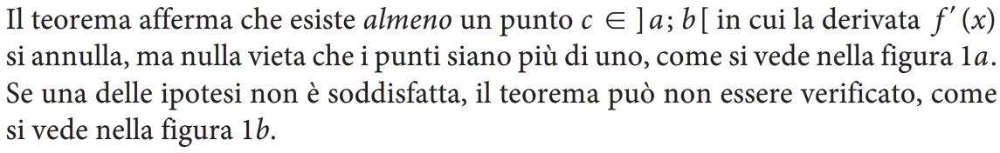 Il teorema afferma che esiste almeno un punto c ∈ ]a; b[ in cui la derivata f′(x)
si annulla, ma nulla vieta che i punti siano più di uno, come si vede nella figura 1a.
Se una delle ipotesi non è soddisfatta, il teorema può non essere verificato, come
si vede nella figura 1b.